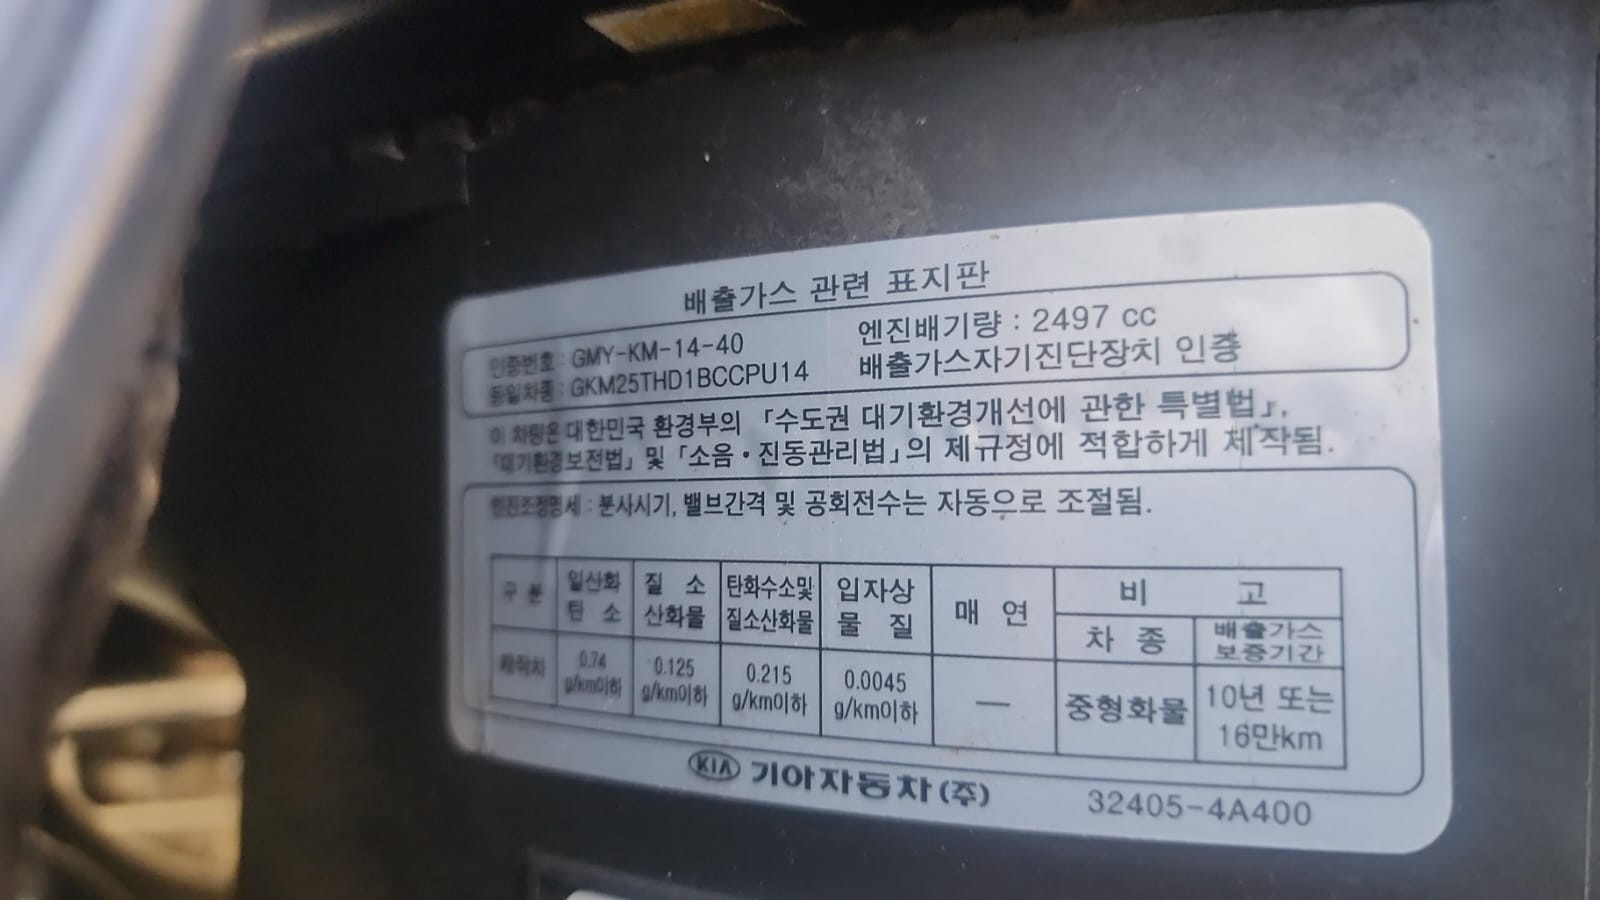 배출가스 관련 표지판
인증번호 : GMY-KM-14-40
엔진배기량 : 2497 cc
동일차종 : GKM25THD1BCCPU14
배출가스자기진단장치 인증
이 차량은 대한민국 환경부의 「수도권 대기환경개선에 관한 특별법」,
「대기환경보전법」 및 「소음·진동관리법」의 제규정에 적합하게 제작됨.
엔진조정명세 : 분사시기, 밸브간격 및 공회전수는 자동으로 조절됨.
구 분
일산화
탄 소
질 소
산화물
탄화수소및
질소산화물
입자상
물 질
매 연
비 고
차 종
배출가스
보증기간
제작차
0.74
g/km이하
0.125
g/km이하
0.215
g/km이하
0.0045
g/km이하
—
중형화물
10년 또는
16만km
KIA 기아자동차(주)
32405-4A400